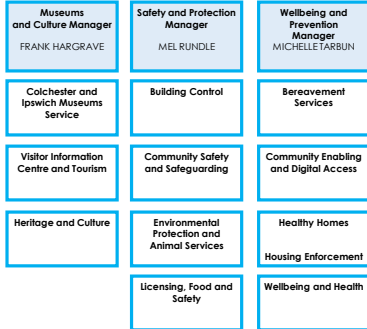 Museums
and Culture Manager
FRANK HARGRAVE
Colchester and
Ipswich Museums
Service
Visitor Information
Centre and Tourism
Heritage and Culture
Safety and Protection
Manager
MEL RUNDLE
Building Control
Community Safety
and Safeguarding
Environmental
Protection and
Animal Services
Licensing, Food and
Safety
Wellbeing and
Prevention
Manager
MICHELLE TARBUN
Bereavement
Services
Community Enabling
and Digital Access
Healthy Homes
Housing Enforcement
Wellbeing and Health